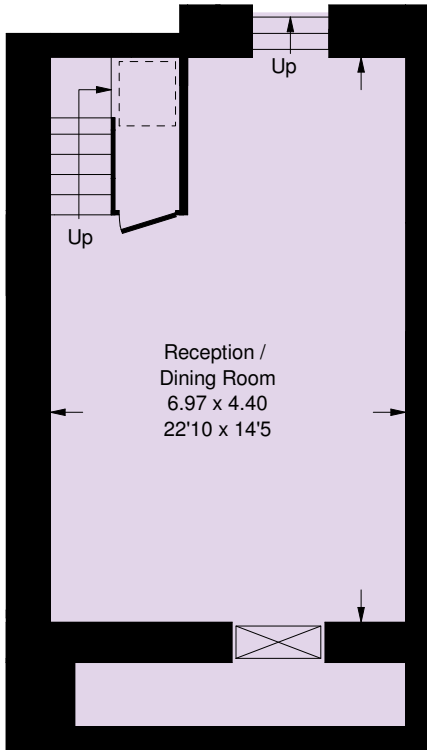 Up
Up
Reception /
Dining Room
6.97 x 4.40
22'10 x 14'5